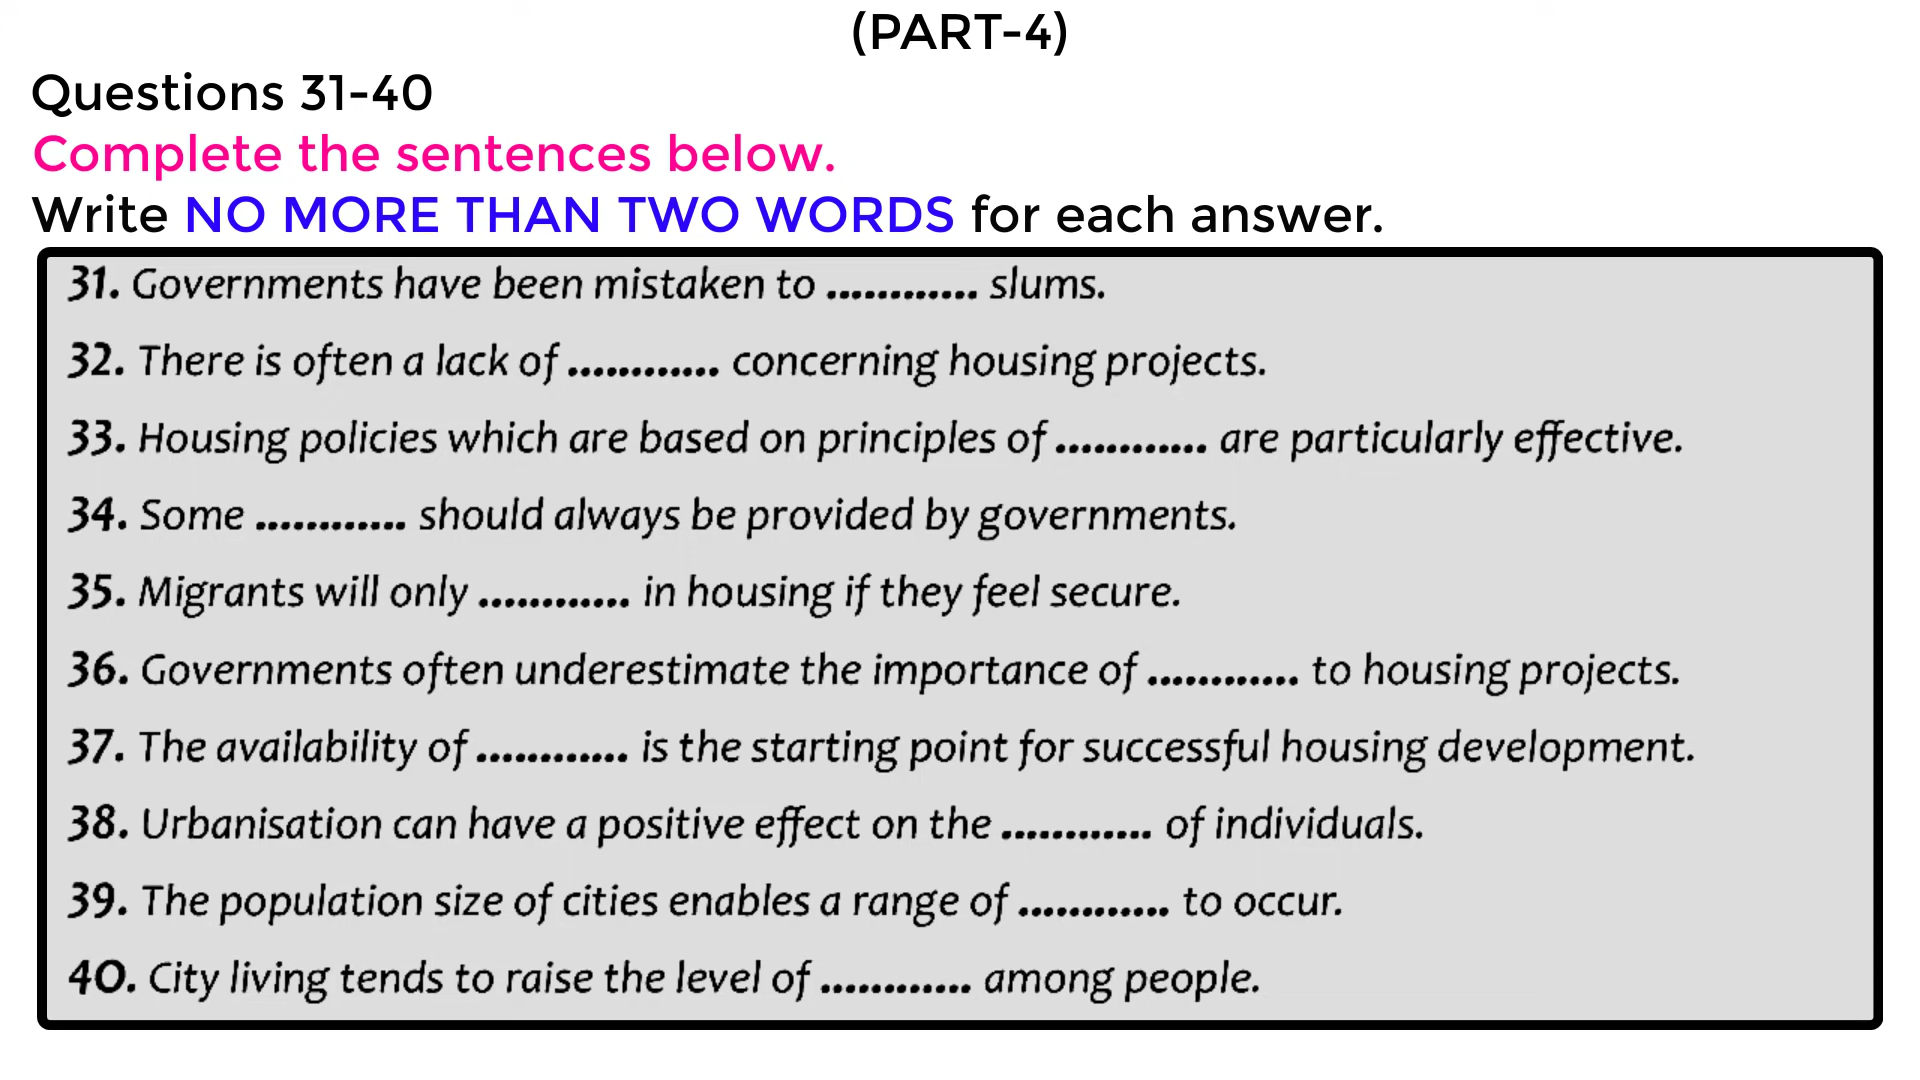 (PART-4)
Questions 31-40
Complete the sentences below.
Write NO MORE THAN TWO WORDS for each answer.
31. Governments have been mistaken to ............ slums.
32. There is often a lack of ............ concerning housing projects.
33. Housing policies which are based on principles of ............ are particularly effective.
34. Some ............ should always be provided by governments.
35. Migrants will only ............ in housing if they feel secure.
36. Governments often underestimate the importance of ............ to housing projects.
37. The availability of ............ is the starting point for successful housing development.
38. Urbanisation can have a positive effect on the ............ of individuals.
39. The population size of cities enables a range of ............ to occur.
40. City living tends to raise the level of ............ among people.